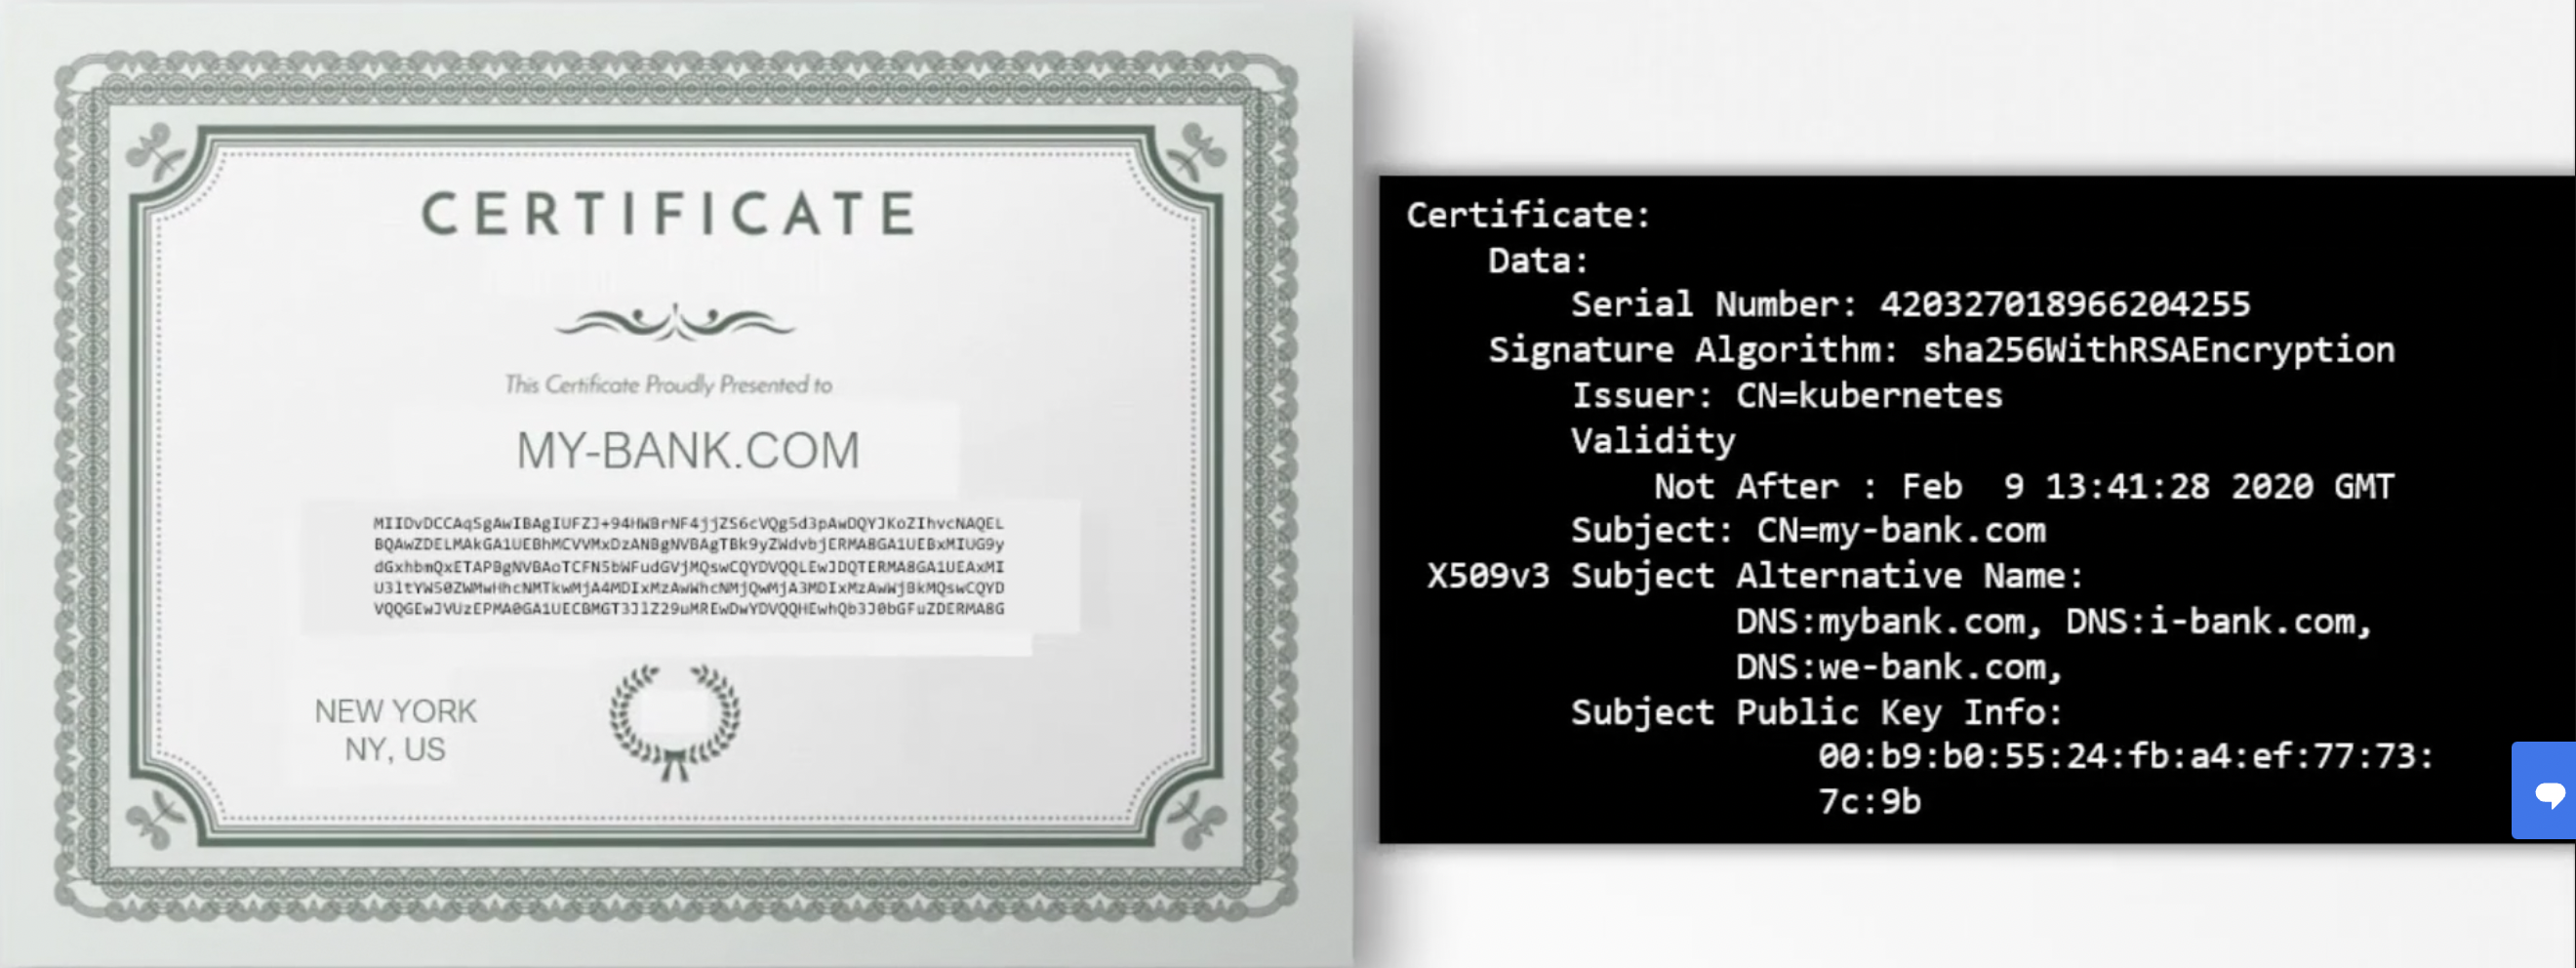 CERTIFICATE
This Certificate Proudly Presented to
MY-BANK.COM
MIIDvDCCAqSgAwIBAgIUFZJ+94HWBrNF4jjZS6cVQg5d3pAwDQYJKoZIhvcNAQEL
BQAwZDELMAkGA1UEBhMCVVMxDzANBgNVBAgTBk9yZWdvbjERMA8GA1UEBxMIUG9y
dGxhbmQxETAPBgNVBAoTCFN5bWFudGVjMQswCQYDVQQLEwJDQTERMA8GA1UEAxMI
U3ltYW50ZWMwHhcNMTkwMjA4MDIxMzAwWhcNMjQwMjA3MDIxMzAwWjBkMQswCQYD
VQQGEwJVUzEPMA0GA1UECBMGT3JlZ29uMREwDwYDVQQHEwhQb3J0bGFuZDERMA8G
NEW YORK
NY, US
Certificate:
Data:
Serial Number: 420327018966204255
Signature Algorithm: sha256WithRSAEncryption
Issuer: CN=kubernetes
Validity
Not After : Feb  9 13:41:28 2020 GMT
Subject: CN=my-bank.com
X509v3 Subject Alternative Name:
DNS:mybank.com, DNS:i-bank.com,
DNS:we-bank.com,
Subject Public Key Info:
00:b9:b0:55:24:fb:a4:ef:77:73:
7c:9b